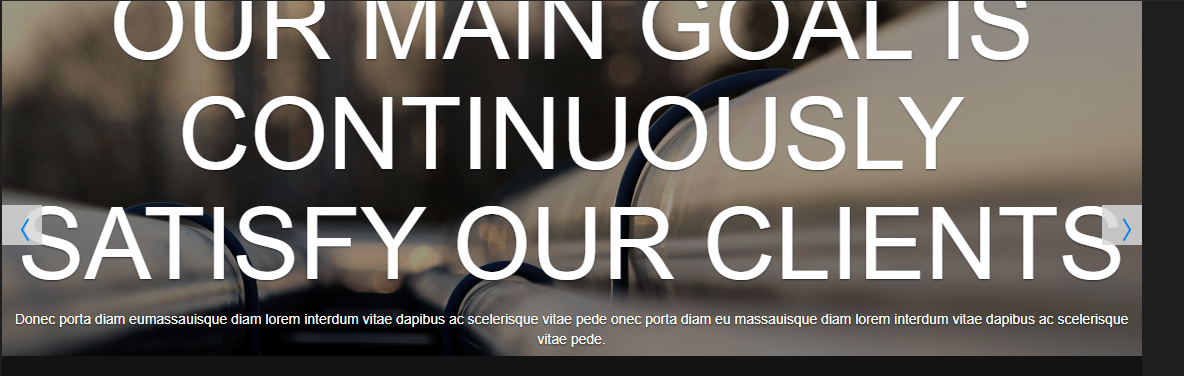 OUR MAIN GOAL IS
CONTINUOUSLY
SATISFY OUR CLIENTS
Donec porta diam eumassauisque diam lorem interdum vitae dapibus ac scelerisque vitae pede onec porta diam eu massauisque diam lorem interdum vitae dapibus ac scelerisque
vitae pede.